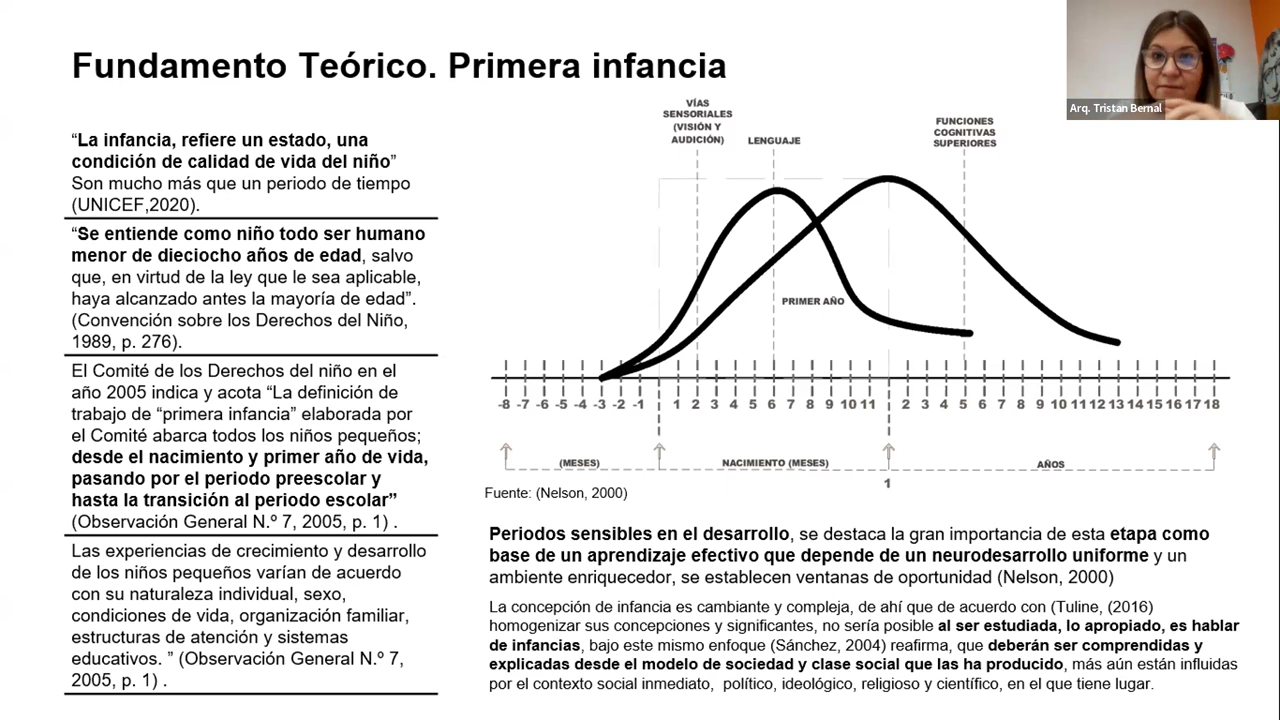 Fundamento Teórico. Primera infancia
Arq. Tristan Bernal
“La infancia, refiere un estado, una
condición de calidad de vida del niño”
Son mucho más que un periodo de tiempo
(UNICEF,2020).
“Se entiende como niño todo ser humano
menor de dieciocho años de edad, salvo
que, en virtud de la ley que le sea aplicable,
haya alcanzado antes la mayoría de edad”.
(Convención sobre los Derechos del Niño,
1989, p. 276).
El Comité de los Derechos del niño en el
año 2005 indica y acota “La definición de
trabajo de “primera infancia” elaborada por
el Comité abarca todos los niños pequeños;
desde el nacimiento y primer año de vida,
pasando por el periodo preescolar y
hasta la transición al periodo escolar”
(Observación General N.º 7, 2005, p. 1) .
Las experiencias de crecimiento y desarrollo
de los niños pequeños varían de acuerdo
con su naturaleza individual, sexo,
condiciones de vida, organización familiar,
estructuras de atención y sistemas
educativos. ” (Observación General N.º 7,
2005, p. 1) .
VÍAS
SENSORIALES
(VISIÓN Y
AUDICIÓN)
LENGUAJE
FUNCIONES
COGNITIVAS
SUPERIORES
PRIMER AÑO
-8 -7 -6 -5 -4 -3 -2 -1 1 2 3 4 5 6 7 8 9 10 11 2 3 4 5 6 7 8 9 10 11 12 13 14 15 16 17 18
(MESES) NACIMIENTO (MESES) AÑOS
1
Fuente: (Nelson, 2000)
Periodos sensibles en el desarrollo, se destaca la gran importancia de esta etapa como
base de un aprendizaje efectivo que depende de un neurodesarrollo uniforme y un
ambiente enriquecedor, se establecen ventanas de oportunidad (Nelson, 2000)
La concepción de infancia es cambiante y compleja, de ahí que de acuerdo con (Tuline, (2016)
homogenizar sus concepciones y significantes, no sería posible al ser estudiada, lo apropiado, es hablar
de infancias, bajo este mismo enfoque (Sánchez, 2004) reafirma, que deberán ser comprendidas y
explicadas desde el modelo de sociedad y clase social que las ha producido, más aún están influidas
por el contexto social inmediato, político, ideológico, religioso y científico, en el que tiene lugar.